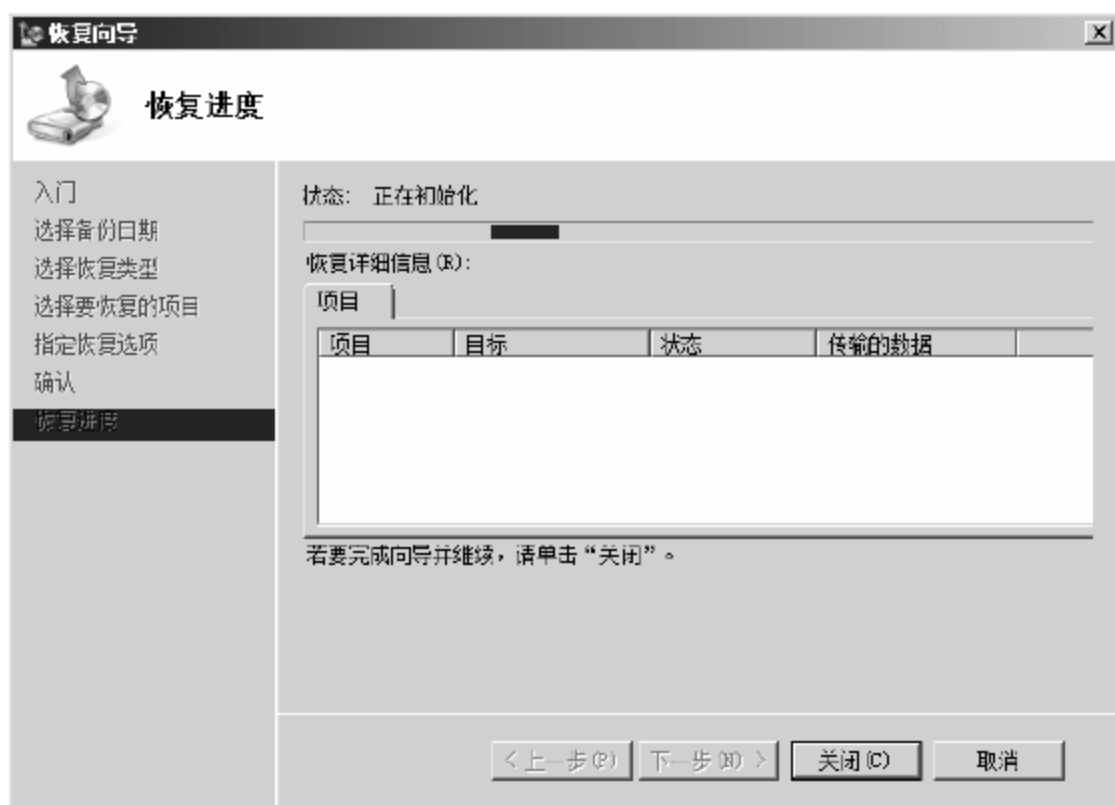 恢复向导
恢复进度
入门
选择备份日期
选择恢复类型
选择要恢复的项目
指定恢复选项
确认
恢复进度
状态: 正在初始化
恢复详细信息(R):
项目
项目 目标 状态 传输的数据
若要完成向导并继续，请单击“关闭”。
< 上一步(P) 下一步(N) > 关闭(C) 取消